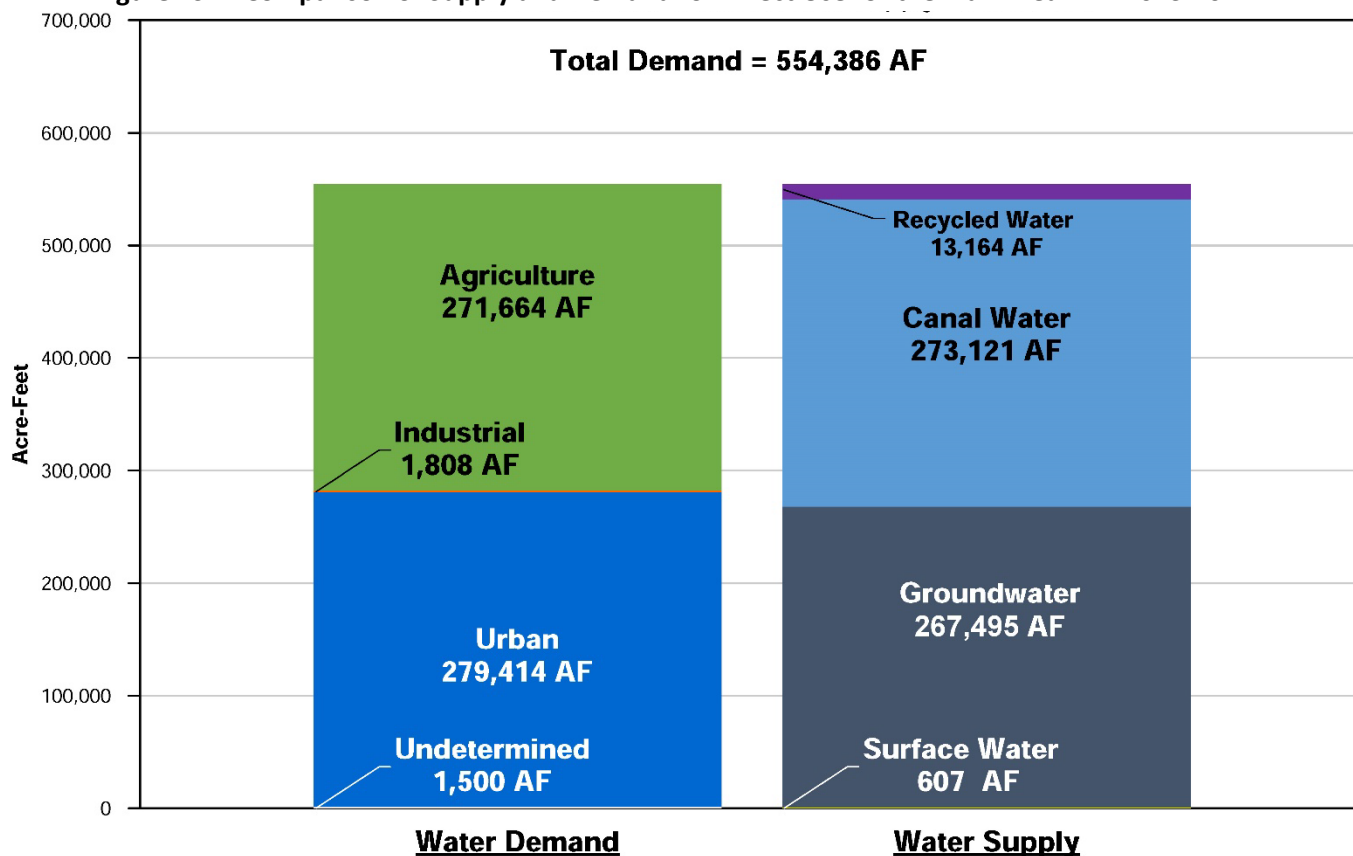 Total Demand = 554,386 AF
700,000
600,000
500,000
400,000
300,000
200,000
100,000
0
Acre-Feet
Agriculture
271,664 AF
Industrial
1,808 AF
Urban
279,414 AF
Undetermined
1,500 AF
Recycled Water
13,164 AF
Canal Water
273,121 AF
Groundwater
267,495 AF
Surface Water
607 AF
Water Demand
Water Supply